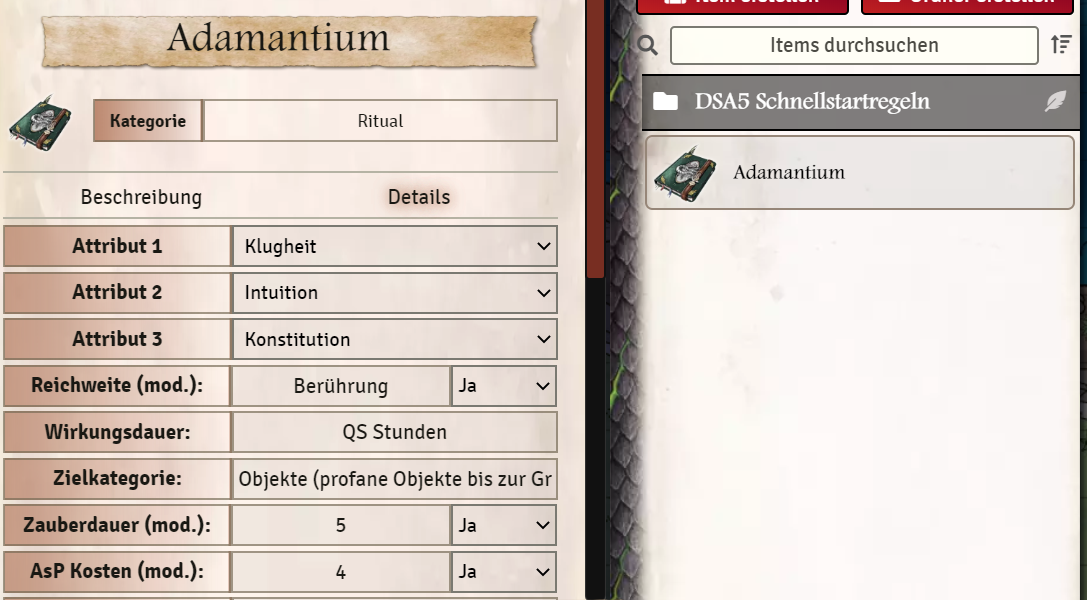 Adamantium
Kategorie Ritual
Beschreibung Details
Attribut 1 Klugheit
Attribut 2 Intuition
Attribut 3 Konstitution
Reichweite (mod.): Berührung Ja
Wirkungsdauer: QS Stunden
Zielkategorie: Objekte (profane Objekte bis zur Gr
Zauberdauer (mod.): 5 Ja
AsP Kosten (mod.): 4 Ja
Items durchsuchen
DSA5 Schnellstartregeln
Adamantium